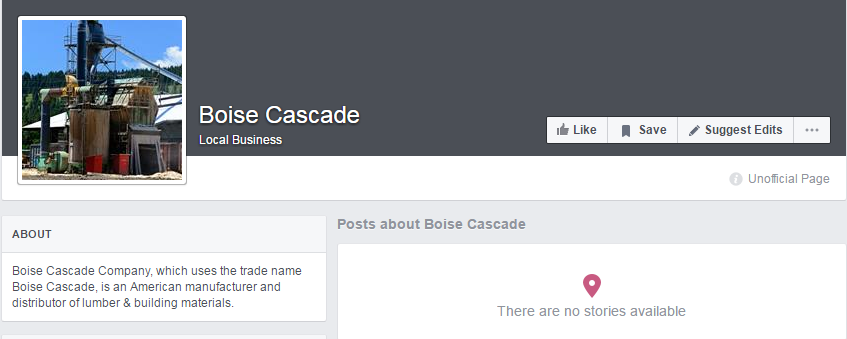 Boise Cascade
Local Business
Like
Save
Suggest Edits
Unofficial Page
ABOUT
Boise Cascade Company, which uses the trade name
Boise Cascade, is an American manufacturer and
distributor of lumber & building materials.
Posts about Boise Cascade
There are no stories available